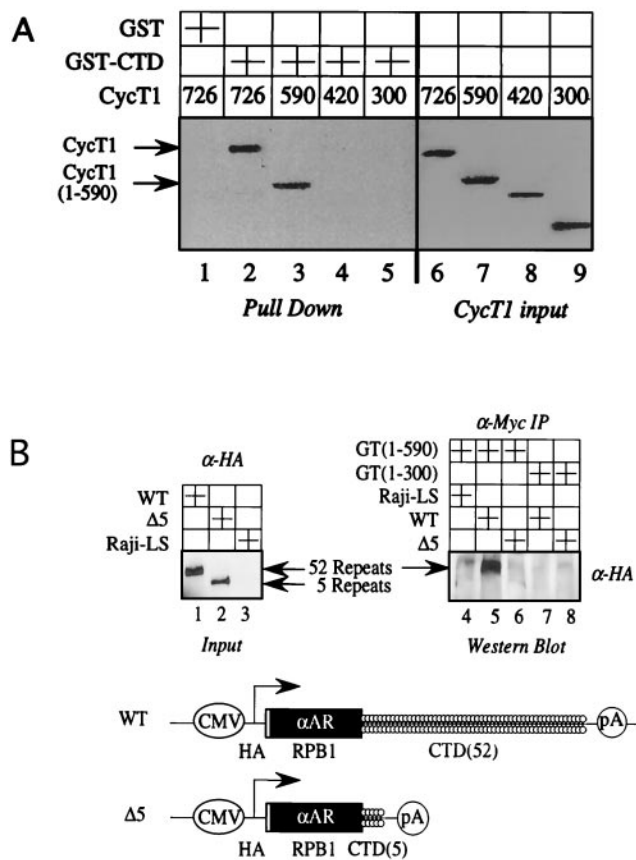 A
GST +
GST-CTD + + + +
CycT1 726 726 590 420 300 726 590 420 300
CycT1
CycT1
(1-590)
1 2 3 4 5 6 7 8 9
Pull Down CycT1 input
B
α-HA
WT +
Δ5 +
Raji-LS +
52 Repeats
5 Repeats
1 2 3
Input
α-Myc IP
GT(1-590) + + +
GT(1-300) + +
Raji-LS +
WT + +
Δ5 + +
α-HA
4 5 6 7 8
Western Blot
WT CMV αAR pA
HA RPB1 CTD(52)
Δ5 CMV αAR pA
HA RPB1 CTD(5)